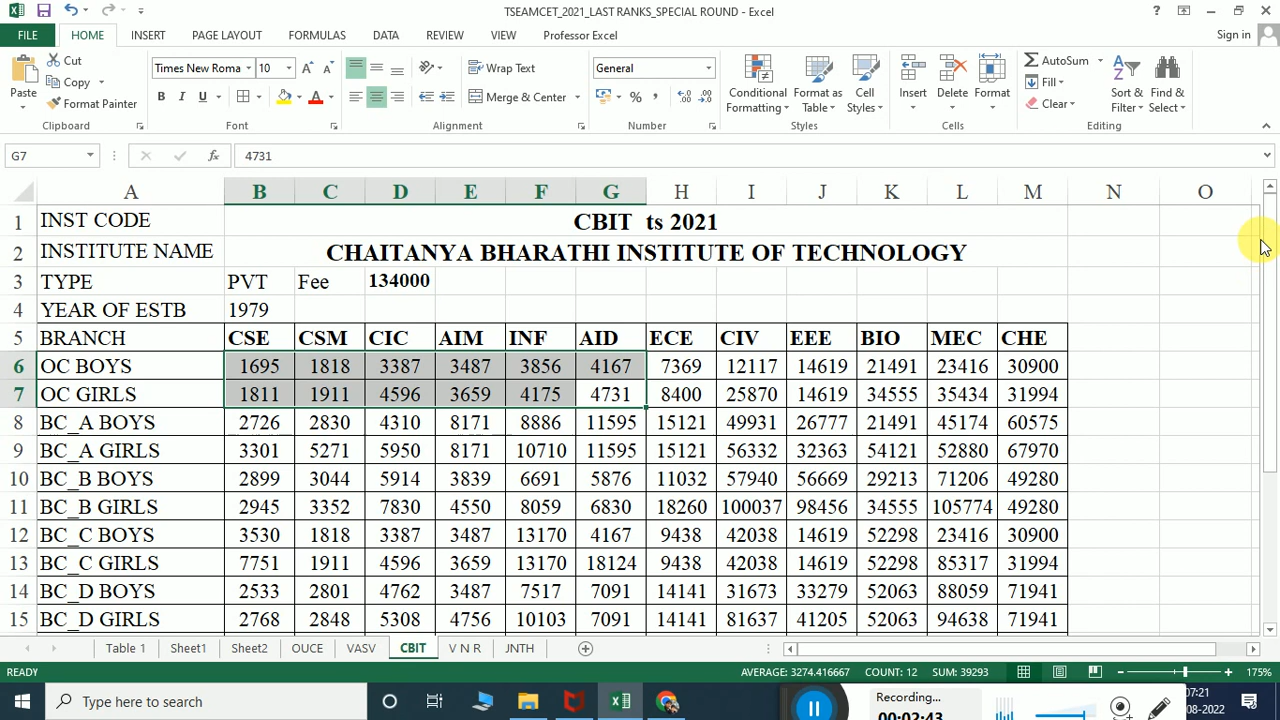 TSEAMCET_2021_LAST RANKS_SPECIAL ROUND - Excel
FILE HOME INSERT PAGE LAYOUT FORMULAS DATA REVIEW VIEW Professor Excel Sign in
Cut
Copy
Format Painter
Paste
Clipboard
Times New Roma 10
B I U
Font
Wrap Text
Merge & Center
Alignment
General
Number
Conditional Formatting
Format as Table
Cell Styles
Styles
Insert Delete Format
Cells
AutoSum
Fill
Clear
Sort & Filter
Find & Select
Editing
G7 4731
A B C D E F G H I J K L M N O
1 INST CODE CBIT ts 2021
2 INSTITUTE NAME CHAITANYA BHARATHI INSTITUTE OF TECHNOLOGY
3 TYPE PVT Fee 134000
4 YEAR OF ESTB 1979
5 BRANCH CSE CSM CIC AIM INF AID ECE CIV EEE BIO MEC CHE
6 OC BOYS 1695 1818 3387 3487 3856 4167 7369 12117 14619 21491 23416 30900
7 OC GIRLS 1811 1911 4596 3659 4175 4731 8400 25870 14619 34555 35434 31994
8 BC_A BOYS 2726 2830 4310 8171 8886 11595 15121 49931 26777 21491 45174 60575
9 BC_A GIRLS 3301 5271 5950 8171 10710 11595 15121 56332 32363 54121 52880 67970
10 BC_B BOYS 2899 3044 5914 3839 6691 5876 11032 57940 56669 29213 71206 49280
11 BC_B GIRLS 2945 3352 7830 4550 8059 6830 18260 100037 98456 34555 105774 49280
12 BC_C BOYS 3530 1818 3387 3487 13170 4167 9438 42038 14619 52298 23416 30900
13 BC_C GIRLS 7751 1911 4596 3659 13170 18124 9438 42038 14619 52298 85317 31994
14 BC_D BOYS 2533 2801 4762 3487 7517 7091 14141 31673 33279 52063 88059 71941
15 BC_D GIRLS 2768 2848 5308 4756 10103 7091 14141 81637 41205 52063 94638 71941
Table 1 Sheet1 Sheet2 OUCE VASV CBIT V N R JNTH
READY AVERAGE: 3274.416667 COUNT: 12 SUM: 39293 175%
Type here to search
Recording...
00:02:43
07:21
08-2022